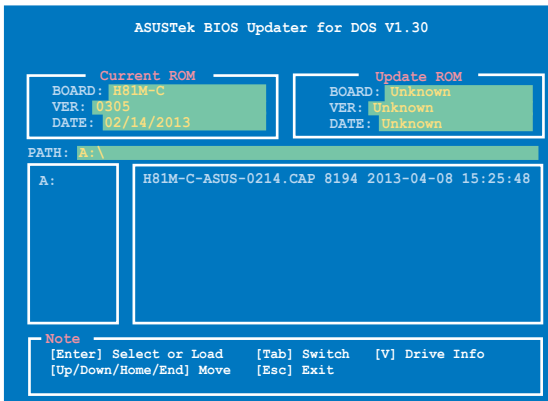 ASUSTek BIOS Updater for DOS V1.30
Current ROM
BOARD: H81M-C
VER: 0305
DATE: 02/14/2013
Update ROM
BOARD: Unknown
VER: Unknown
DATE: Unknown
PATH: A:\
A:
H81M-C-ASUS-0214.CAP 8194 2013-04-08 15:25:48
Note
[Enter] Select or Load [Tab] Switch [V] Drive Info
[Up/Down/Home/End] Move [Esc] Exit